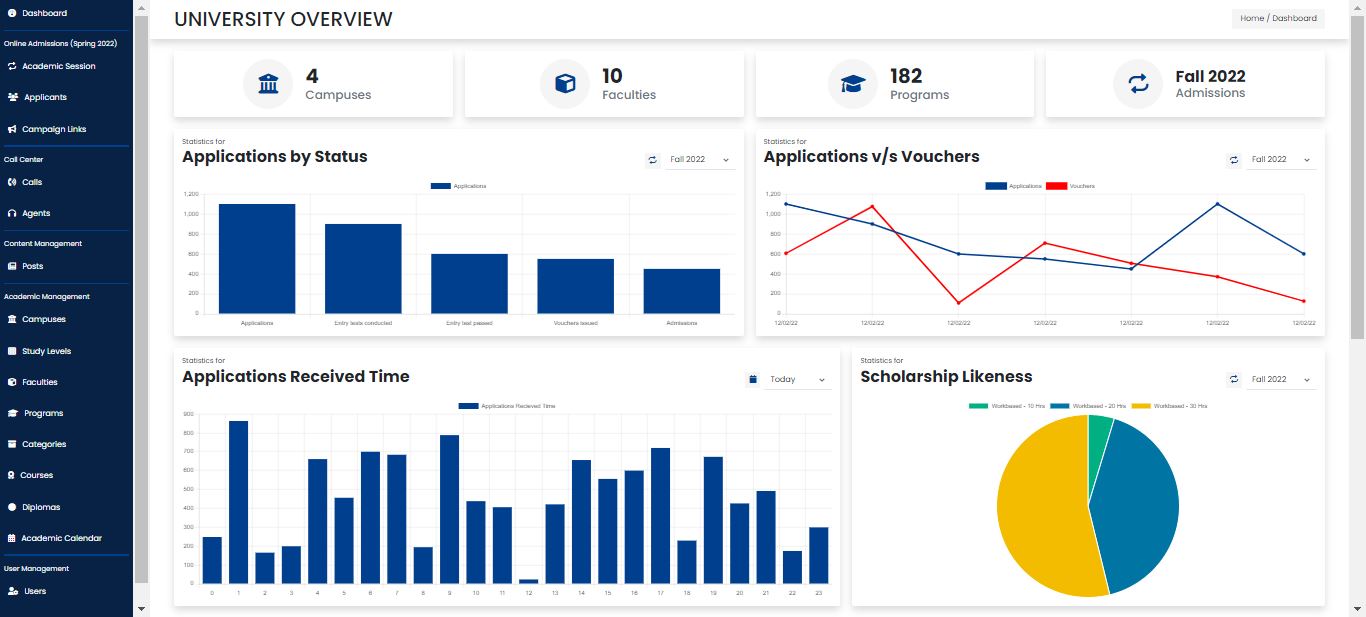 Dashboard
Online Admissions (Spring 2022)
Academic Session
Applicants
Campaign Links
Call Center
Calls
Agents
Content Management
Posts
Academic Management
Campuses
Study Levels
Faculties
Programs
Categories
Courses
Diplomas
Academic Calendar
User Management
Users
UNIVERSITY OVERVIEW
Home / Dashboard
4
Campuses
10
Faculties
182
Programs
Fall 2022
Admissions
Statistics for
Applications by Status
Fall 2022
Applications
1,200
1,000
800
600
400
200
0
Applications Entry tests conducted Entry test passed Vouchers issued Admissions
Statistics for
Applications v/s Vouchers
Fall 2022
Applications Vouchers
1,200
1,000
800
600
400
200
0
12/02/22 12/02/22 12/02/22 12/02/22 12/02/22 12/02/22 12/02/22
Statistics for
Applications Received Time
Today
Applications Recieved Time
900
800
700
600
500
400
300
200
100
0
0 1 2 3 4 5 6 7 8 9 10 11 12 13 14 15 16 17 18 19 20 21 22 23
Statistics for
Scholarship Likeness
Fall 2022
Workbased - 10 Hrs Workbased - 20 Hrs Workbased - 30 Hrs